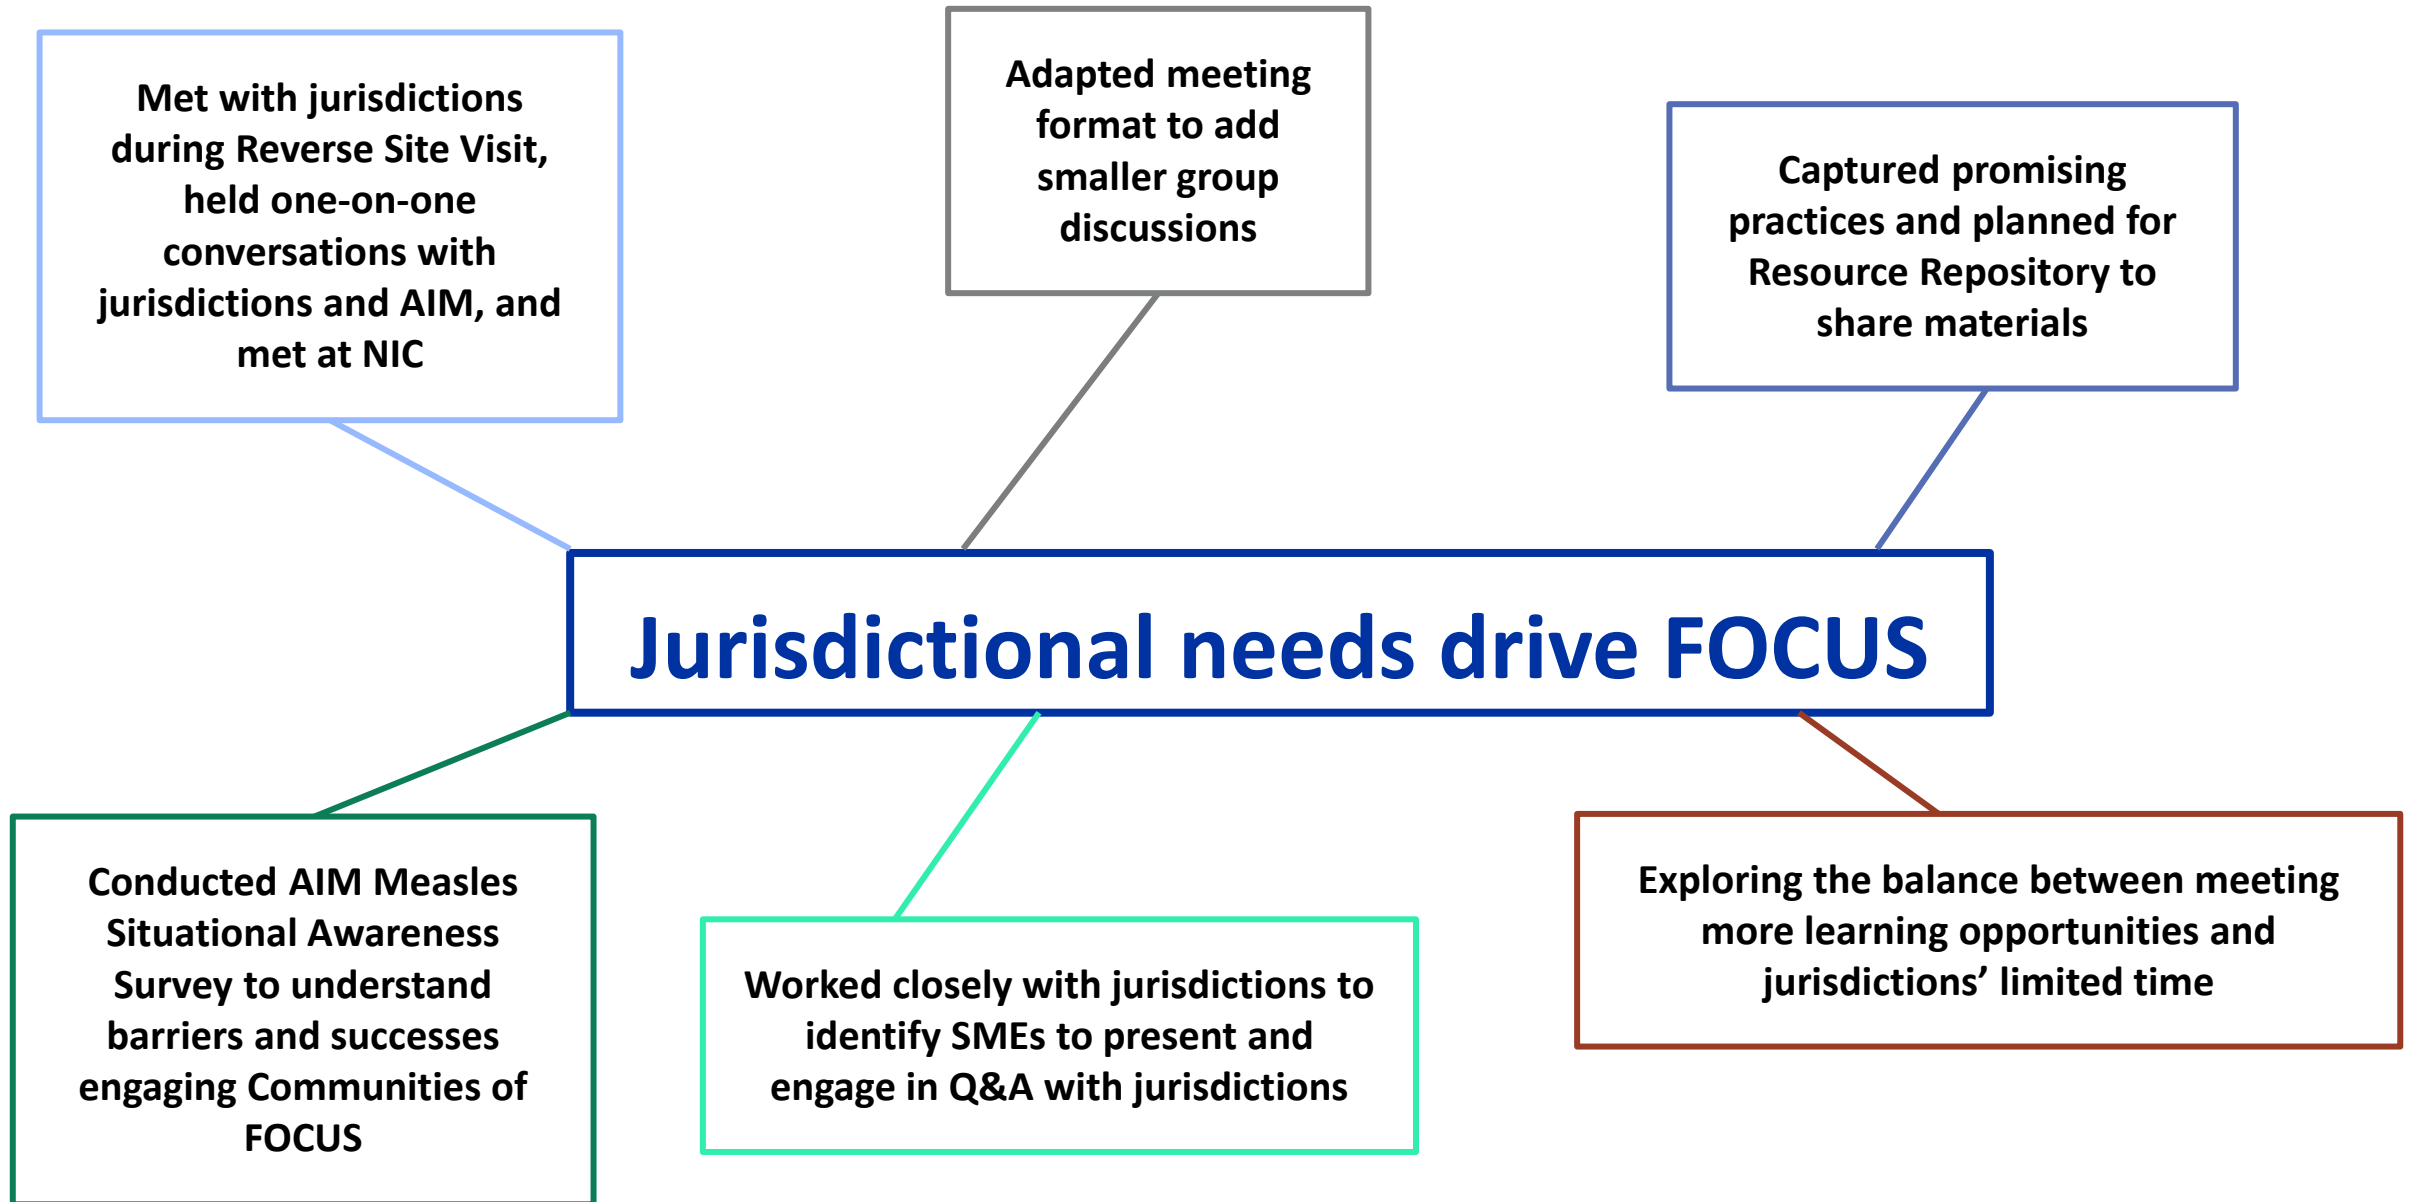 Met with jurisdictions
during Reverse Site Visit,
held one-on-one
conversations with
jurisdictions and AIM, and
met at NIC
Adapted meeting
format to add
smaller group
discussions
Captured promising
practices and planned for
Resource Repository to
share materials
Jurisdictional needs drive FOCUS
Conducted AIM Measles
Situational Awareness
Survey to understand
barriers and successes
engaging Communities of
FOCUS
Worked closely with jurisdictions to
identify SMEs to present and
engage in Q&A with jurisdictions
Exploring the balance between meeting
more learning opportunities and
jurisdictions’ limited time